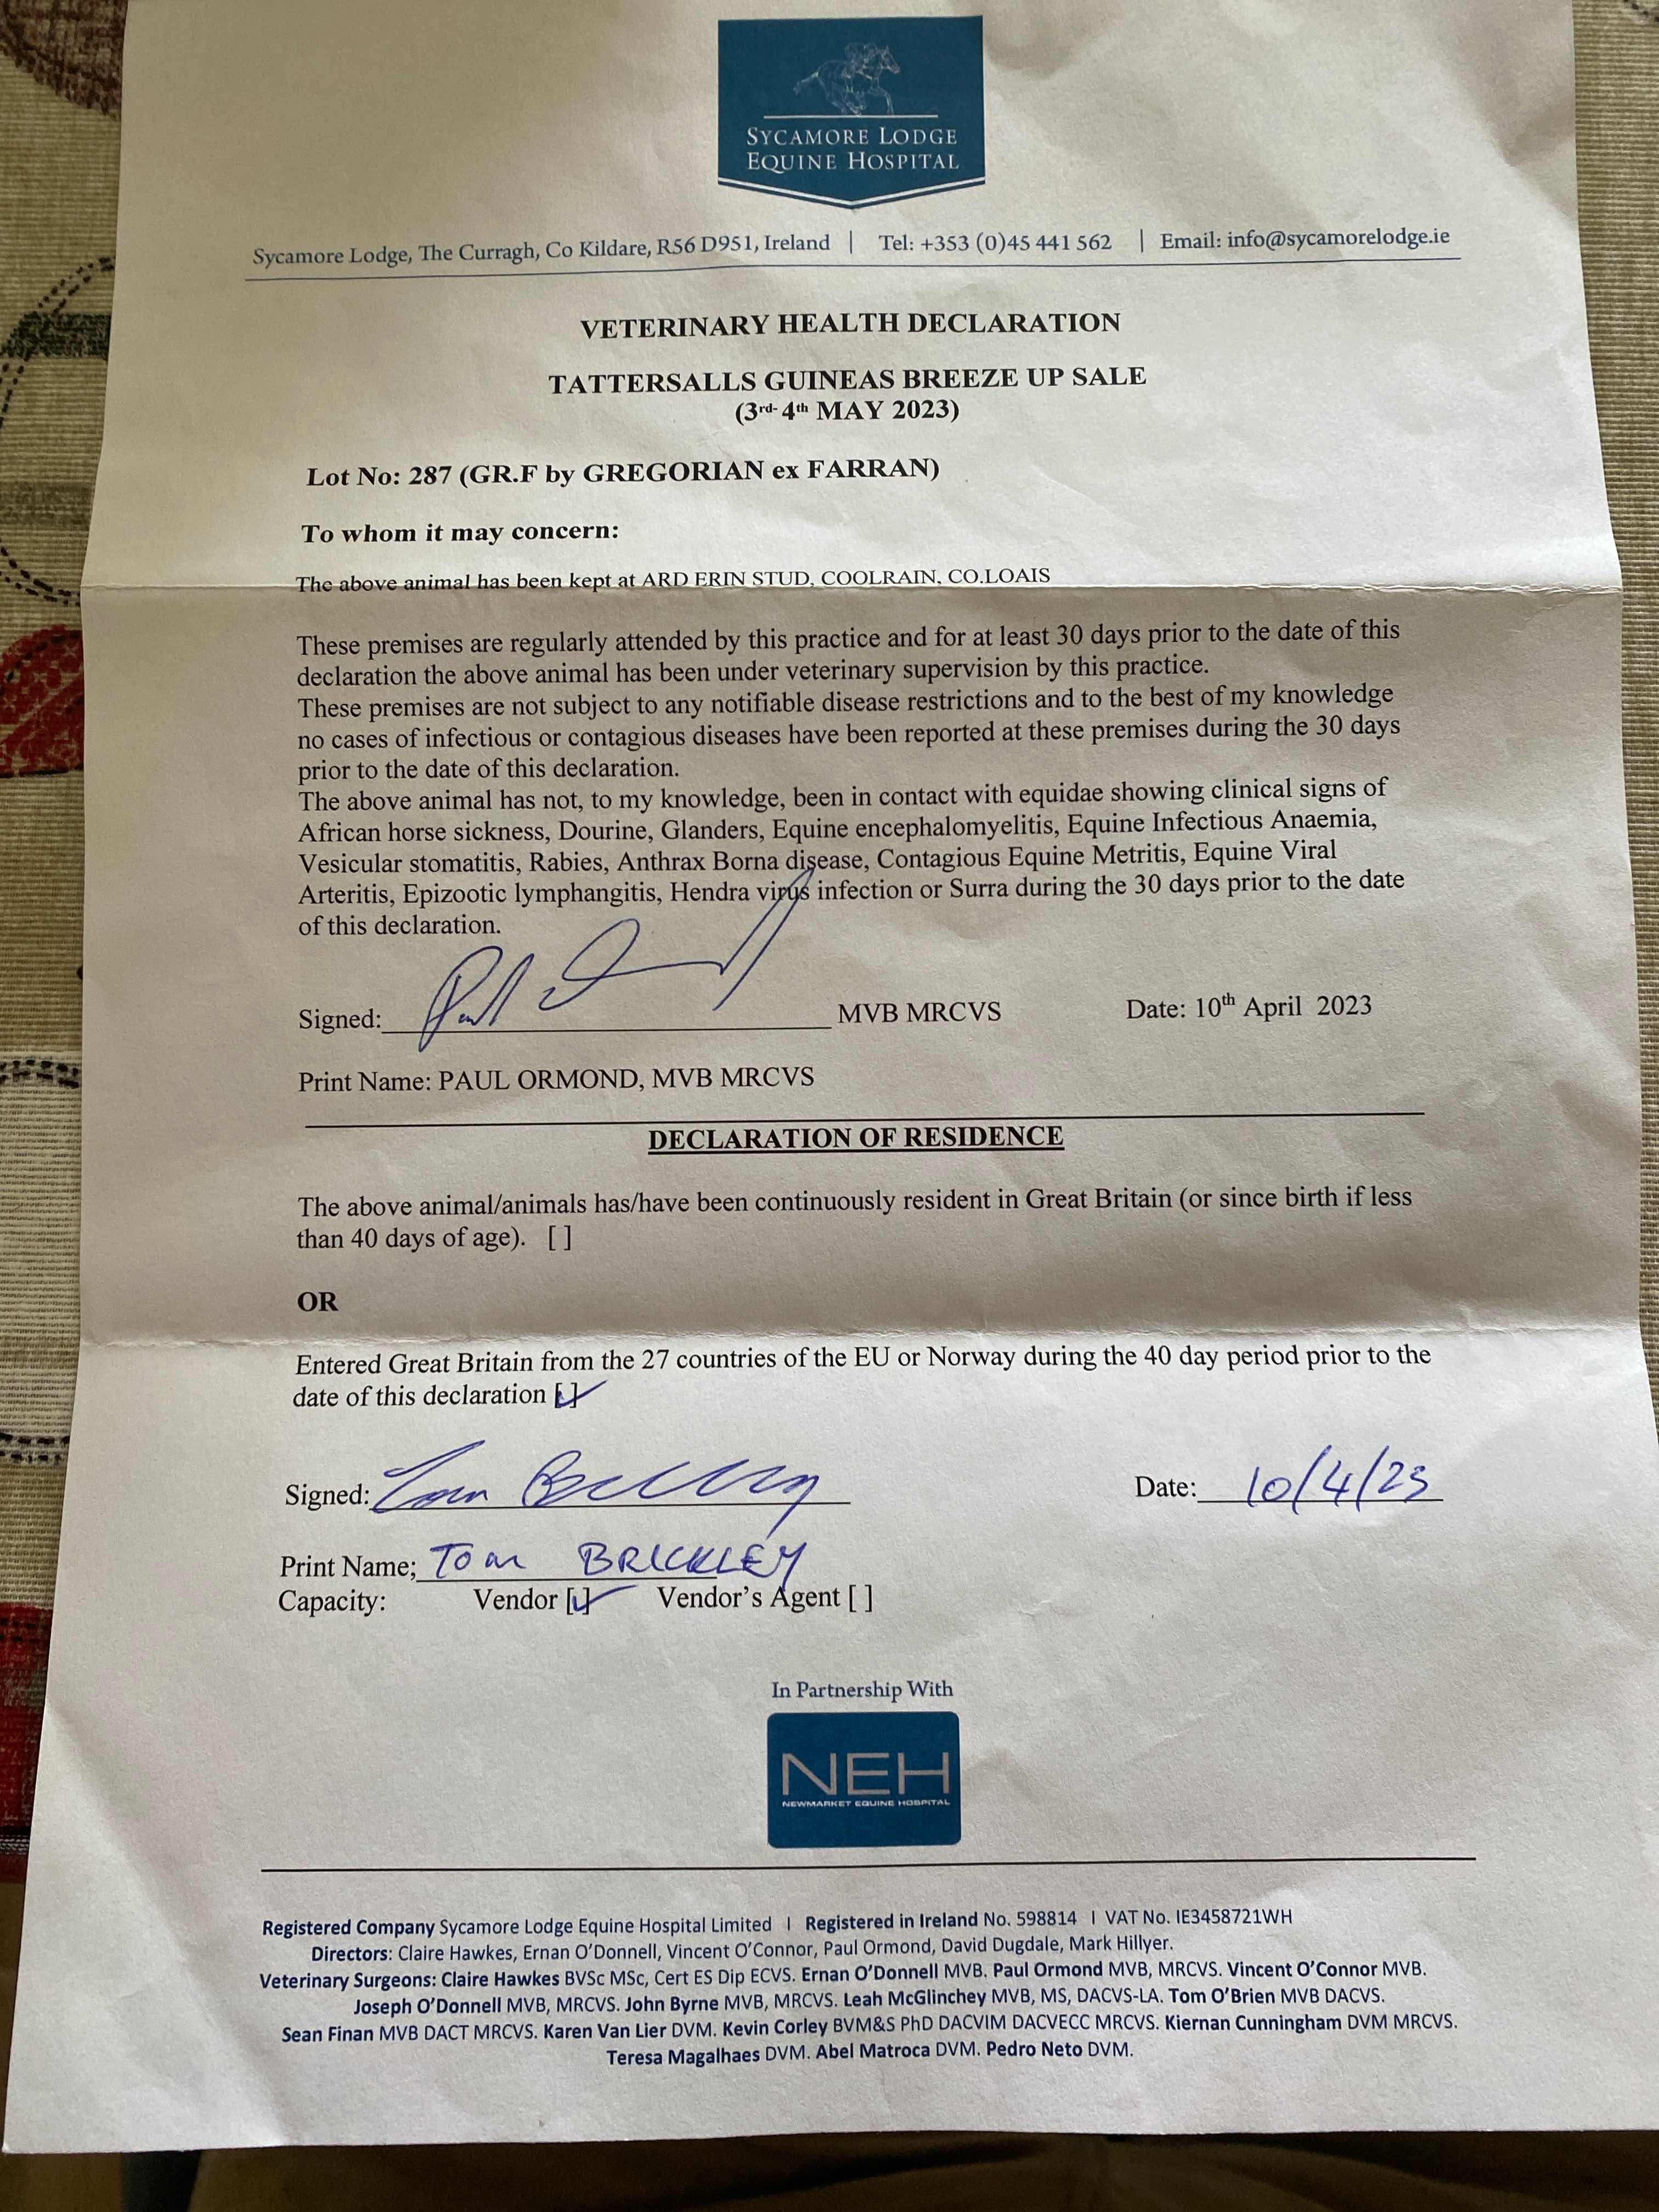 SYCAMORE LODGE
EQUINE HOSPITAL
Sycamore Lodge, The Curragh, Co Kildare, R56 D951, Ireland | Tel: +353 (0)45 441 562 | Email: info@sycamorelodge.ie
VETERINARY HEALTH DECLARATION
TATTERSALLS GUINEAS BREEZE UP SALE
(3rd- 4th MAY 2023)
Lot No: 287 (GR.F by GREGORIAN ex FARRAN)
To whom it may concern:
The above animal has been kept at ARD ERIN STUD, COOLRAIN, CO.LOAIS
These premises are regularly attended by this practice and for at least 30 days prior to the date of this
declaration the above animal has been under veterinary supervision by this practice.
These premises are not subject to any notifiable disease restrictions and to the best of my knowledge
no cases of infectious or contagious diseases have been reported at these premises during the 30 days
prior to the date of this declaration.
The above animal has not, to my knowledge, been in contact with equidae showing clinical signs of
African horse sickness, Dourine, Glanders, Equine encephalomyelitis, Equine Infectious Anaemia,
Vesicular stomatitis, Rabies, Anthrax Borna disease, Contagious Equine Metritis, Equine Viral
Arteritis, Epizootic lymphangitis, Hendra virus infection or Surra during the 30 days prior to the date
of this declaration.
Signed: MVB MRCVS Date: 10th April 2023
Print Name: PAUL ORMOND, MVB MRCVS
DECLARATION OF RESIDENCE
The above animal/animals has/have been continuously resident in Great Britain (or since birth if less
than 40 days of age). [ ]
OR
Entered Great Britain from the 27 countries of the EU or Norway during the 40 day period prior to the
date of this declaration [✓]
Signed: Tom Brickley Date: 10/4/23
Print Name; TOM BRICKLEY
Capacity: Vendor [✓] Vendor's Agent [ ]
In Partnership With
NEH
NEWMARKET EQUINE HOSPITAL
Registered Company Sycamore Lodge Equine Hospital Limited | Registered in Ireland No. 598814 | VAT No. IE3458721WH
Directors: Claire Hawkes, Ernan O'Donnell, Vincent O'Connor, Paul Ormond, David Dugdale, Mark Hillyer.
Veterinary Surgeons: Claire Hawkes BVSc MSc, Cert ES Dip ECVS. Ernan O'Donnell MVB. Paul Ormond MVB, MRCVS. Vincent O'Connor MVB.
Joseph O'Donnell MVB, MRCVS. John Byrne MVB, MRCVS. Leah McGlinchey MVB, MS, DACVS-LA. Tom O'Brien MVB DACVS.
Sean Finan MVB DACT MRCVS. Karen Van Lier DVM. Kevin Corley BVM&S PhD DACVIM DACVECC MRCVS. Kiernan Cunningham DVM MRCVS.
Teresa Magalhaes DVM. Abel Matroca DVM. Pedro Neto DVM.